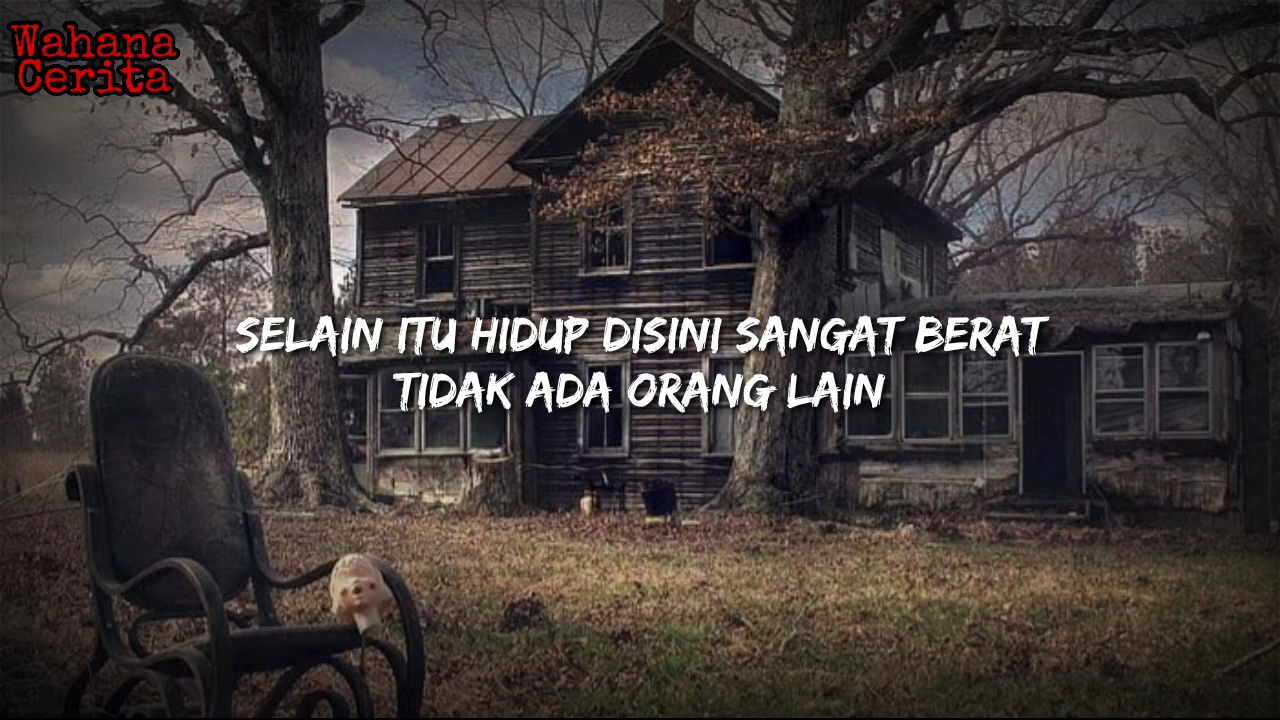 Wahana
Cerita
SELAIN ITU HIDUP DISINI SANGAT BERAT
TIDAK ADA ORANG LAIN